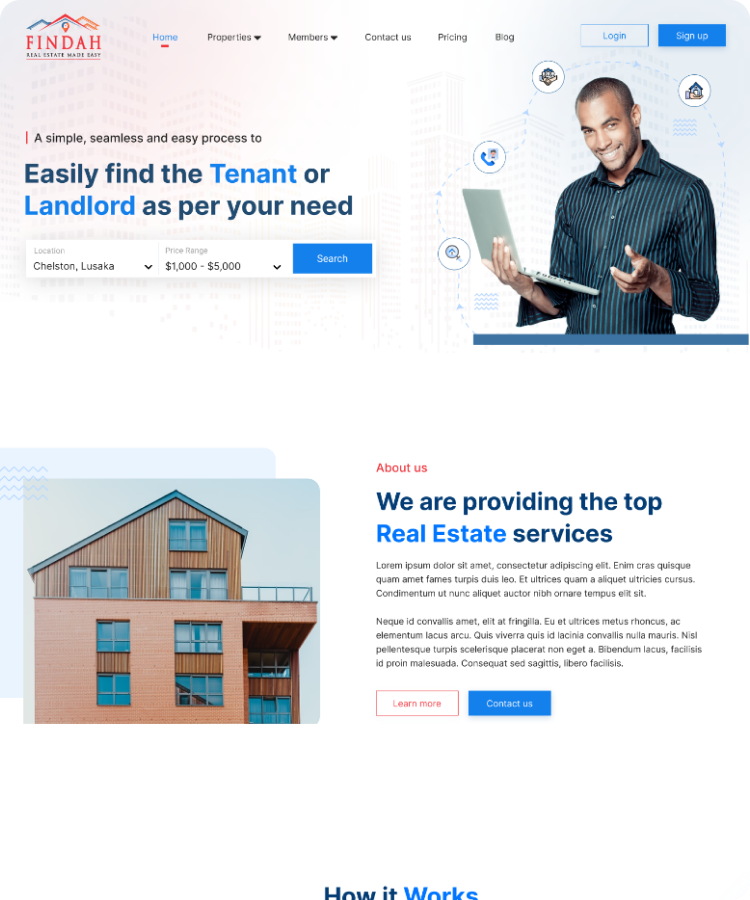 FINDAH
REAL ESTATE MADE EASY
Home
Properties
Members
Contact us
Pricing
Blog
Login
Sign up
A simple, seamless and easy process to
Easily find the Tenant or
Landlord as per your need
Location
Chelston, Lusaka
Price Range
$1,000 - $5,000
Search
About us
We are providing the top
Real Estate services
Lorem ipsum dolor sit amet, consectetur adipiscing elit. Enim cras quisque
quam amet fames turpis duis leo. Et ultrices quam a aliquet ultricies cursus.
Condimentum ut nunc aliquet auctor nibh ornare tempus elit sit.
Neque id convallis amet, elit at fringilla. Eu et ultrices metus rhoncus, ac
elementum lacus arcu. Quis viverra quis id lacinia convallis nulla mauris. Nisl
pellentesque turpis scelerisque placerat non eget a. Bibendum lacus, facilisis
id proin malesuada. Consequat sed sagittis, libero facilisis.
Learn more
Contact us
How it Works